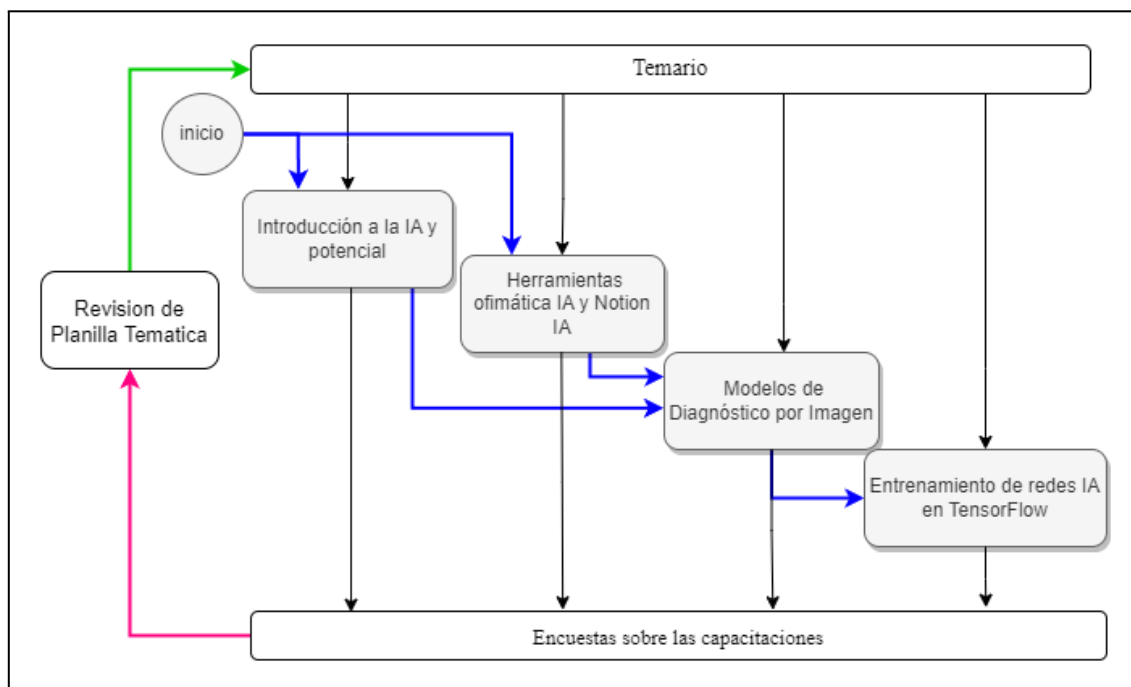 Temario
inicio
Introducción a la IA y
potencial
Herramientas
ofimática IA y Notion
IA
Revision de
Planilla Tematica
Modelos de
Diagnóstico por Imagen
Entrenamiento de redes IA
en TensorFlow
Encuestas sobre las capacitaciones